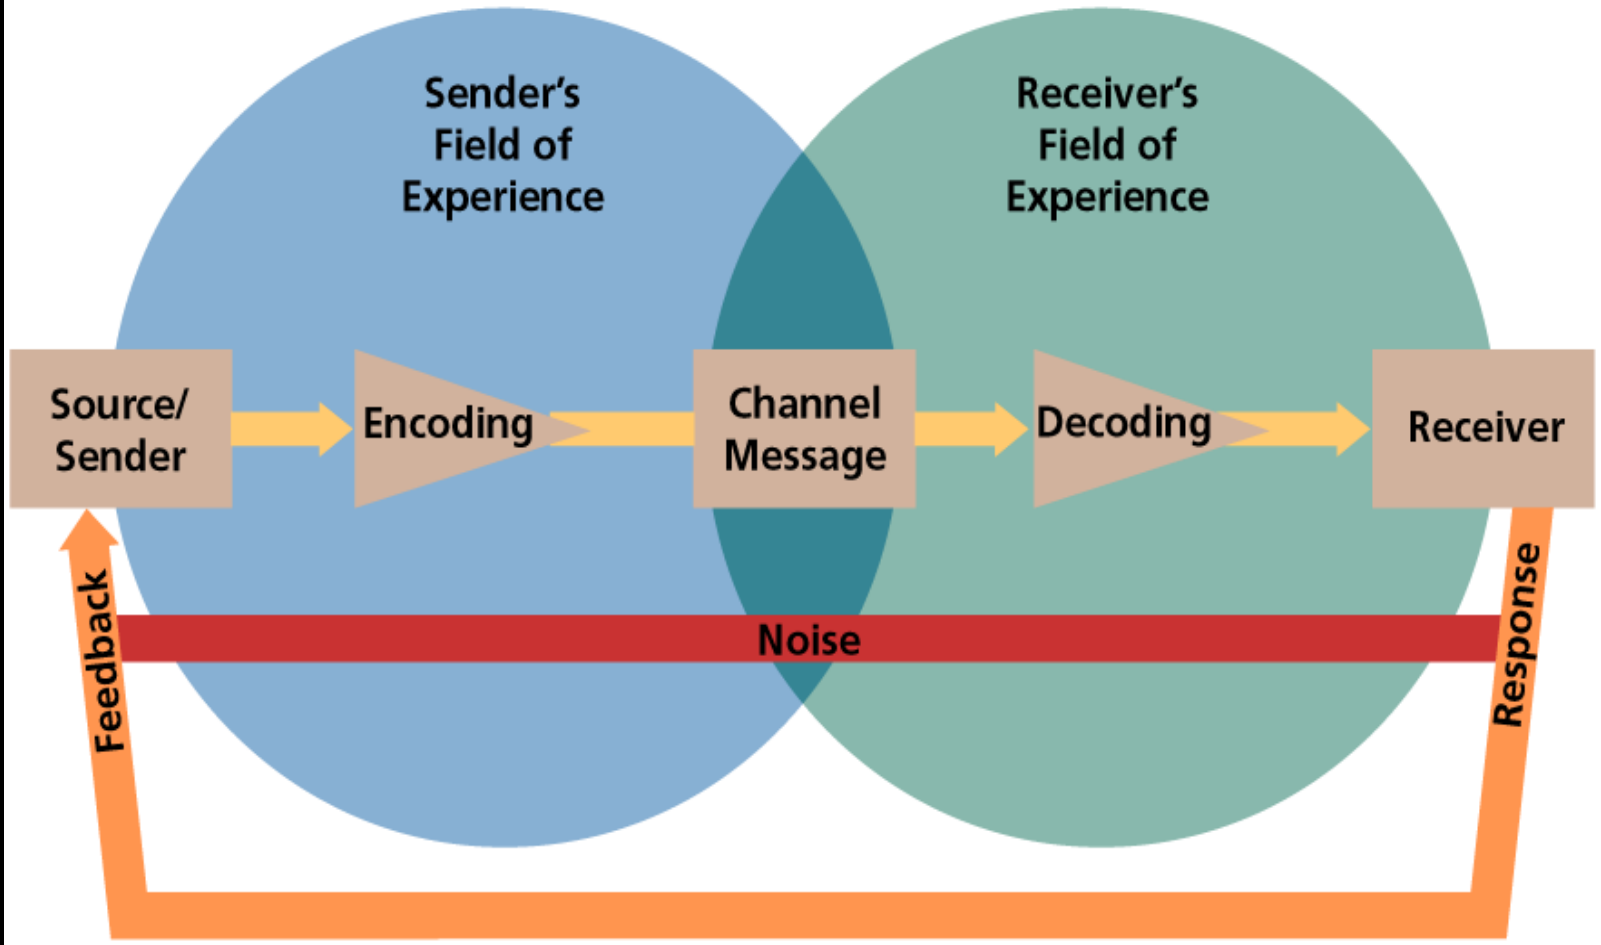 Sender’s
Field of
Experience
Receiver’s
Field of
Experience
Source/
Sender
Encoding
Channel
Message
Decoding
Receiver
Feedback
Noise
Response